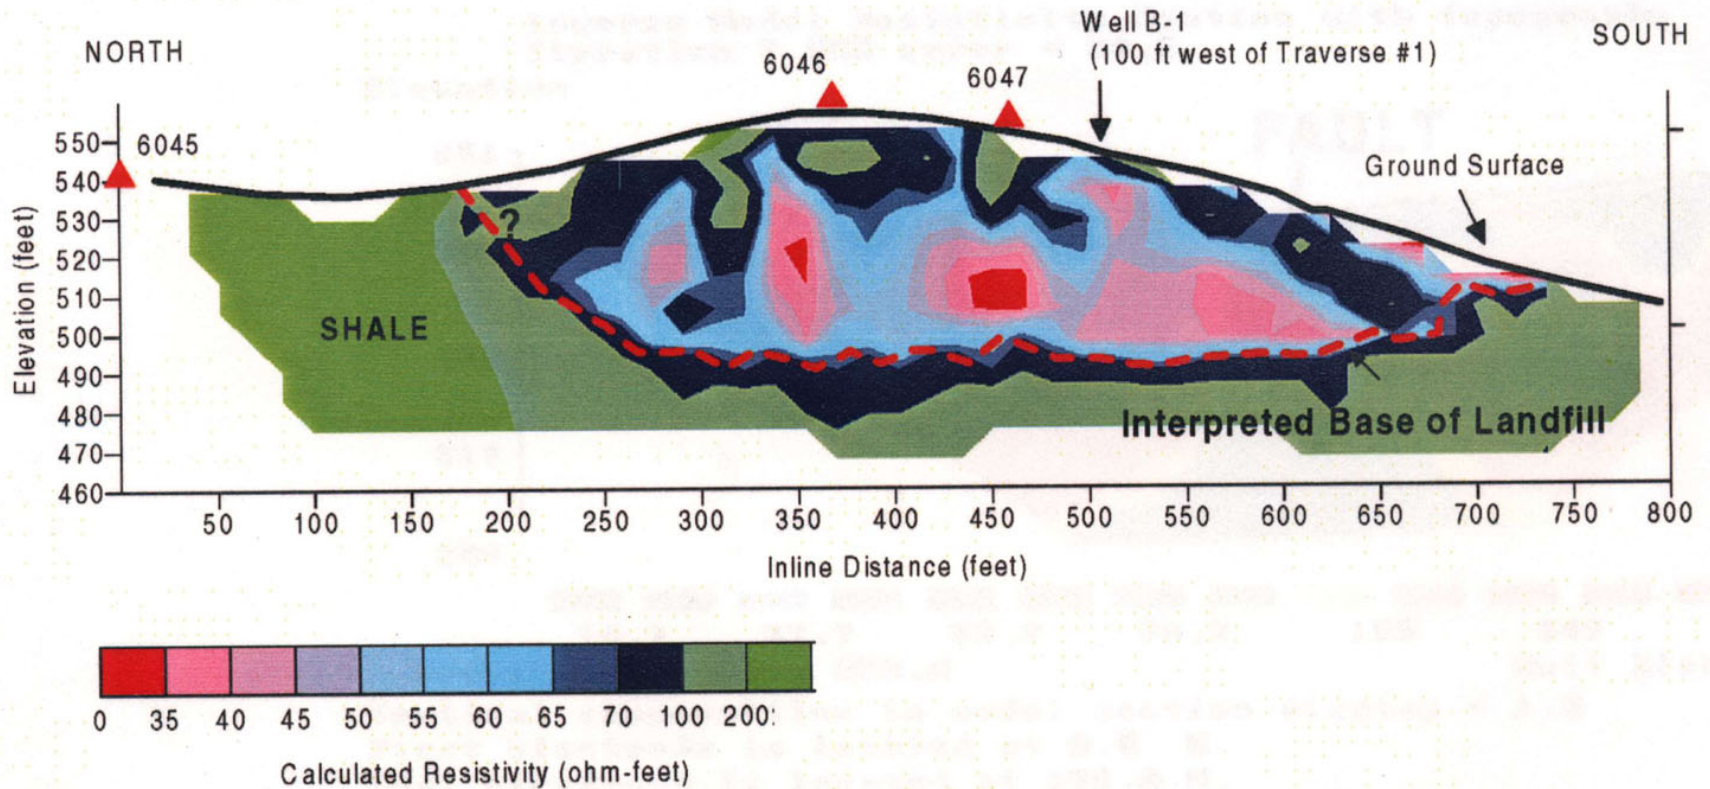 NORTH
Well B-1
(100 ft west of Traverse #1)
SOUTH
6046
6047
6045
Ground Surface
550
540
530
520
510
500
490
480
470
460
Elevation (feet)
?
SHALE
Interpreted Base of Landfill
50 100 150 200 250 300 350 400 450 500 550 600 650 700 750 800
Inline Distance (feet)
FAULT
0 35 40 45 50 55 60 65 70 100 200
Calculated Resistivity (ohm-feet)